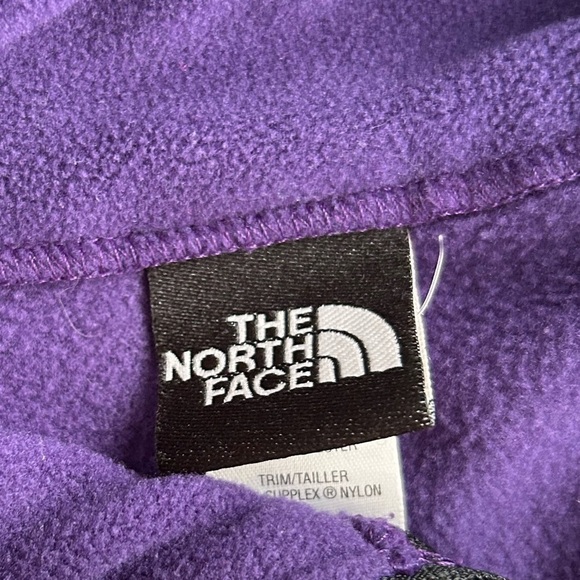 THE
NORTH
FACE
TRIM/TAILLER
SUPPLEX® NYLON